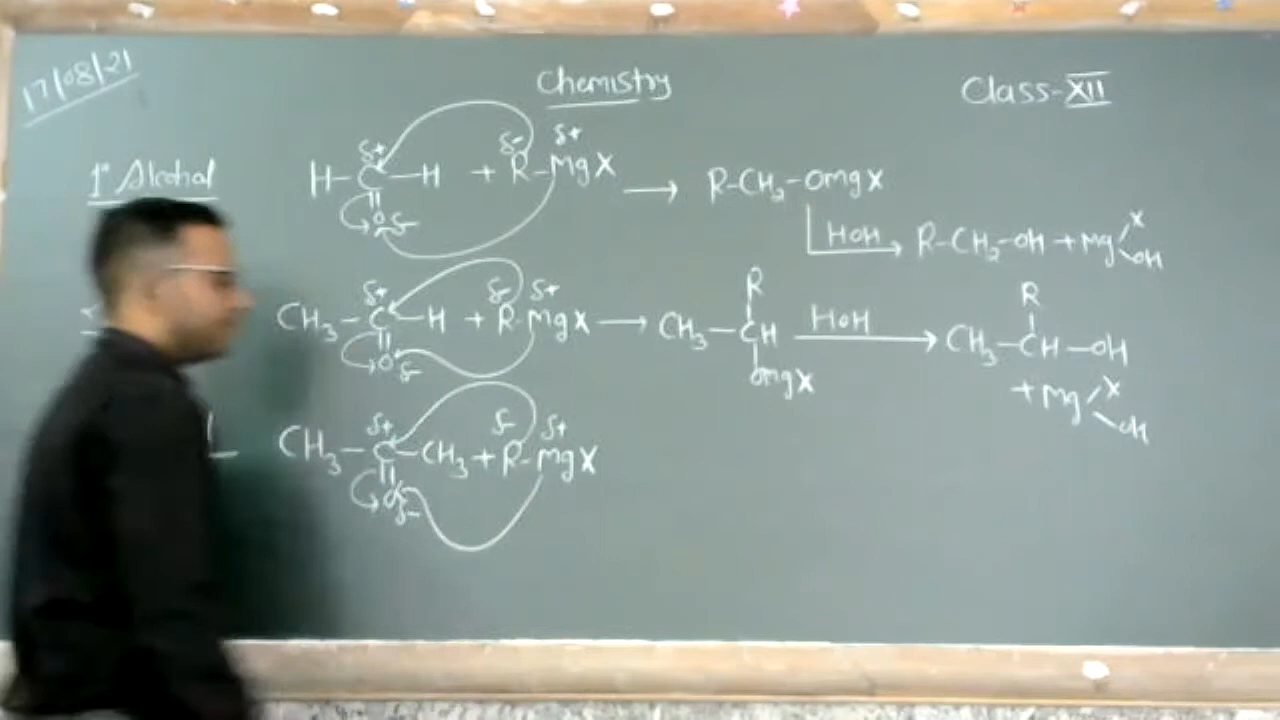 17/08/21
Chemistry
Class-XII
1° Alcohal
H-C-H + R-MgX → R-CH2-OmgX
δ+ δ- δ+
||
O δ-
HOH → R-CH2-OH + Mg X OH
CH3-C-H + R-MgX → CH3-CH HOH → CH3-CH-OH
δ+ δ- δ+ R R
||
O δ- OmgX + Mg X OH
CH3-C-CH3 + R-MgX
δ+ δ- δ+
||
O δ-